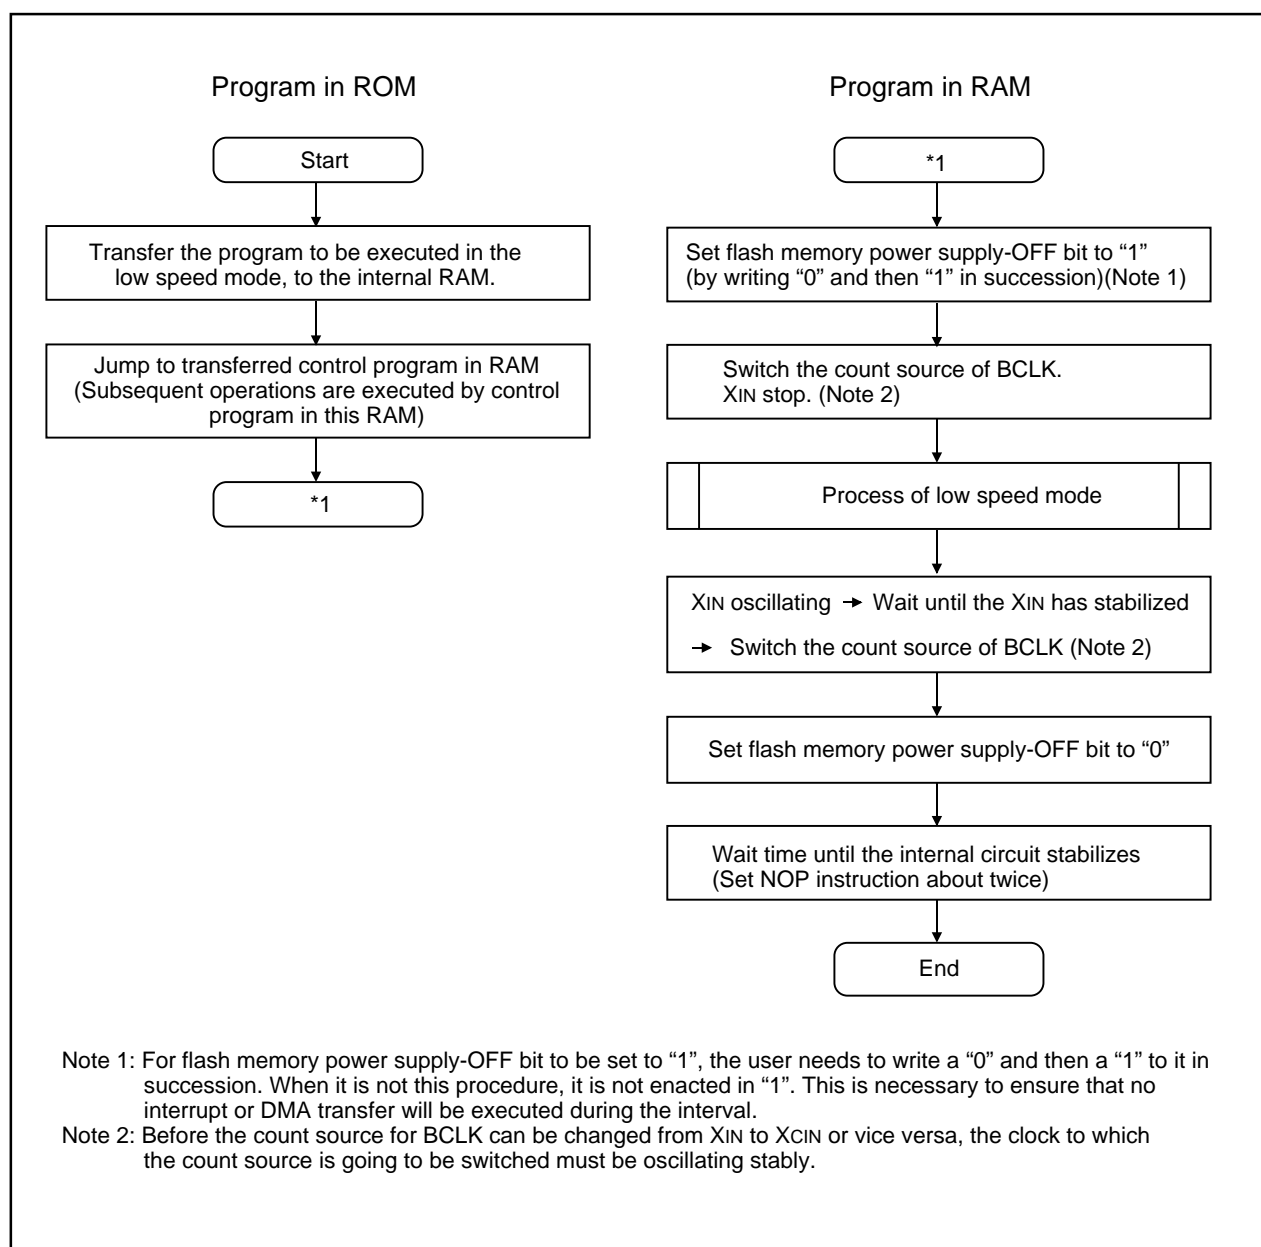 Program in ROM
Start
Transfer the program to be executed in the
low speed mode, to the internal RAM.
Jump to transferred control program in RAM
(Subsequent operations are executed by control
program in this RAM)
*1
Program in RAM
*1
Set flash memory power supply-OFF bit to “1”
(by writing “0” and then “1” in succession)(Note 1)
Switch the count source of BCLK.
XIN stop. (Note 2)
Process of low speed mode
XIN oscillating → Wait until the XIN has stabilized
→ Switch the count source of BCLK (Note 2)
Set flash memory power supply-OFF bit to “0”
Wait time until the internal circuit stabilizes
(Set NOP instruction about twice)
End
Note 1: For flash memory power supply-OFF bit to be set to “1”, the user needs to write a “0” and then a “1” to it in
succession. When it is not this procedure, it is not enacted in “1”. This is necessary to ensure that no
interrupt or DMA transfer will be executed during the interval.
Note 2: Before the count source for BCLK can be changed from XIN to XCIN or vice versa, the clock to which
the count source is going to be switched must be oscillating stably.